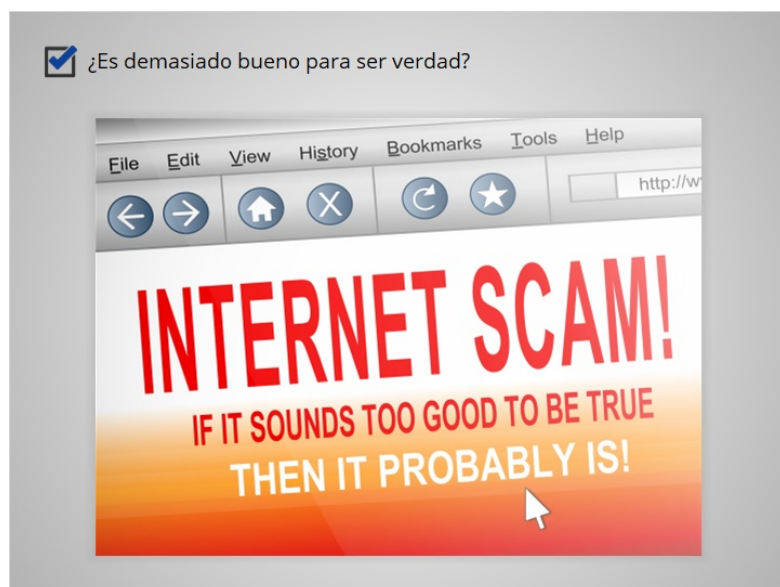 ¿Es demasiado bueno para ser verdad?
File Edit View History Bookmarks Tools Help
http://w
INTERNET SCAM!
IF IT SOUNDS TOO GOOD TO BE TRUE
THEN IT PROBABLY IS!